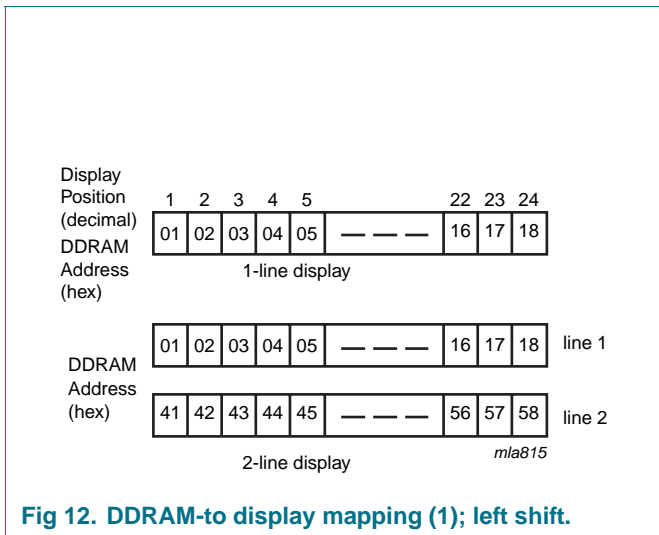 Display
Position
(decimal)
1 2 3 4 5 22 23 24
DDRAM
Address
(hex)
01 02 03 04 05 — — — 16 17 18
1-line display
DDRAM
Address
(hex)
01 02 03 04 05 — — — 16 17 18 line 1
41 42 43 44 45 — — — 56 57 58 line 2
mla815
2-line display
Fig 12. DDRAM-to display mapping (1); left shift.